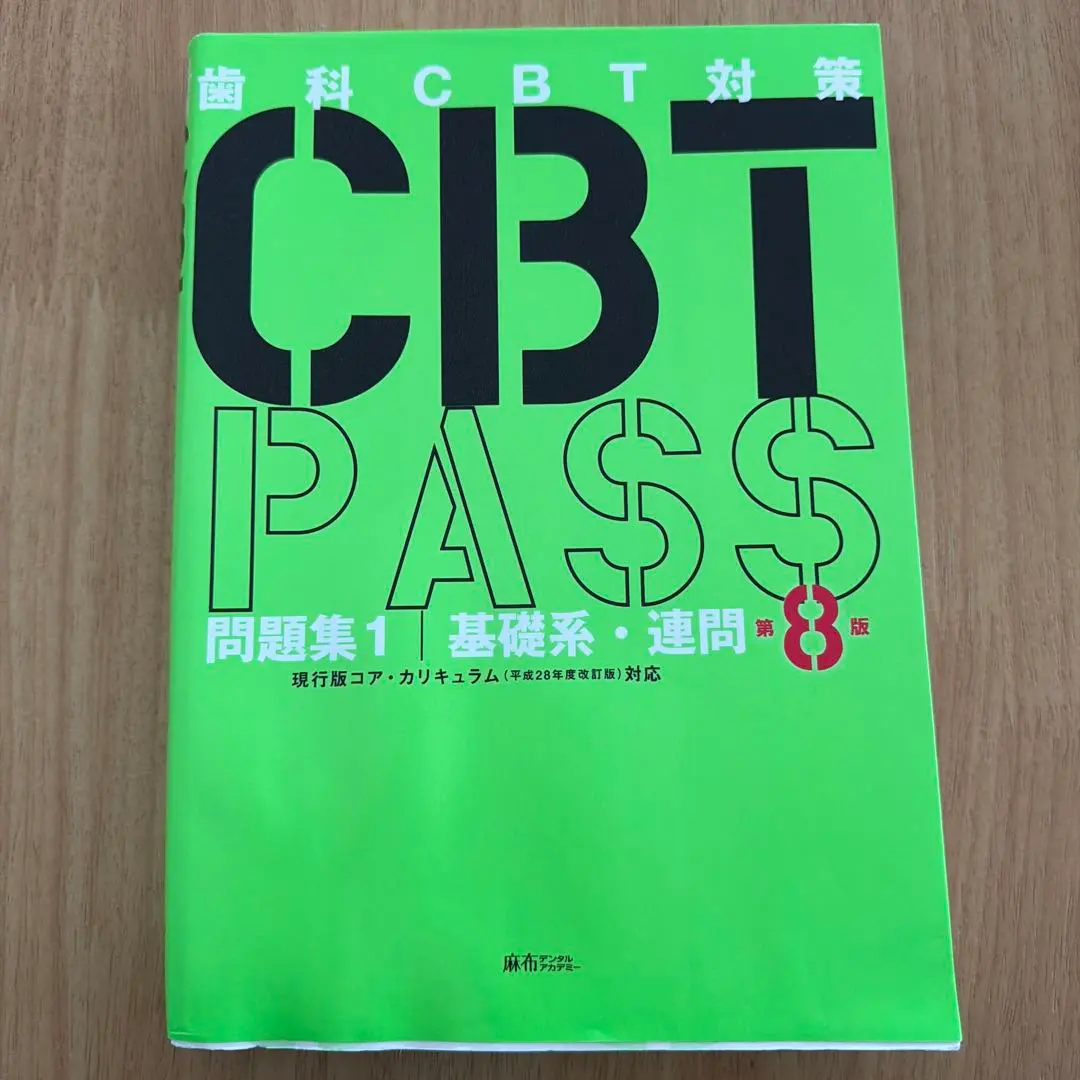 歯科CBT対策
CBT
PASS
問題集1 | 基礎系・連問 第8版
現行版コア・カリキュラム(平成28年度改訂版)対応
麻布デンタルアカデミー